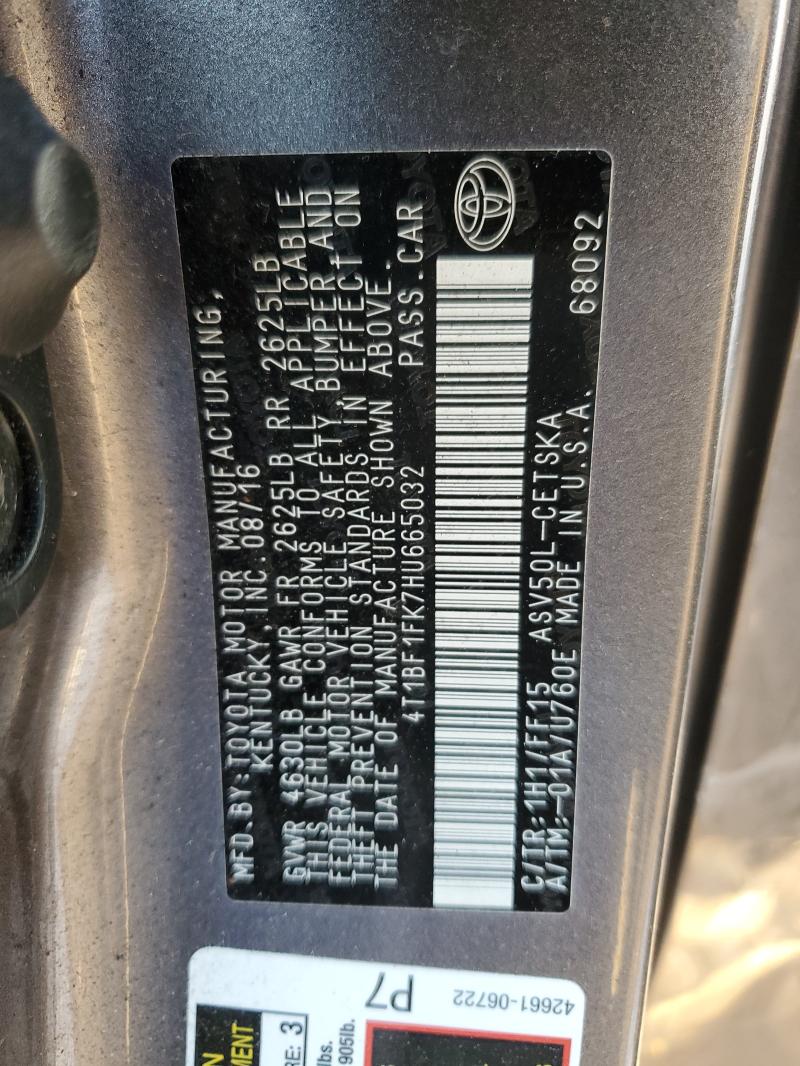 MFD.BY:TOYOTA MOTOR MANUFACTURING,
KENTUCKY INC.08/16
GVWR 4630LB GAWR FR 2625LB RR 2625LB
THIS VEHICLE CONFORMS TO ALL APPLICABLE
FEDERAL MOTOR VEHICLE SAFETY,BUMPER,AND
THEFT PREVENTION STANDARDS IN EFFECT ON
THE DATE OF MANUFACTURE SHOWN ABOVE.
4T1BF1FK7HU665032 PASS.CAR
C/TR:1H1/FF15 ASV50L-CETSKA
A/TM:-01A/U760E MADE IN U.S.A. 68092
P7
42661-06722
3
lbs.
905lb.